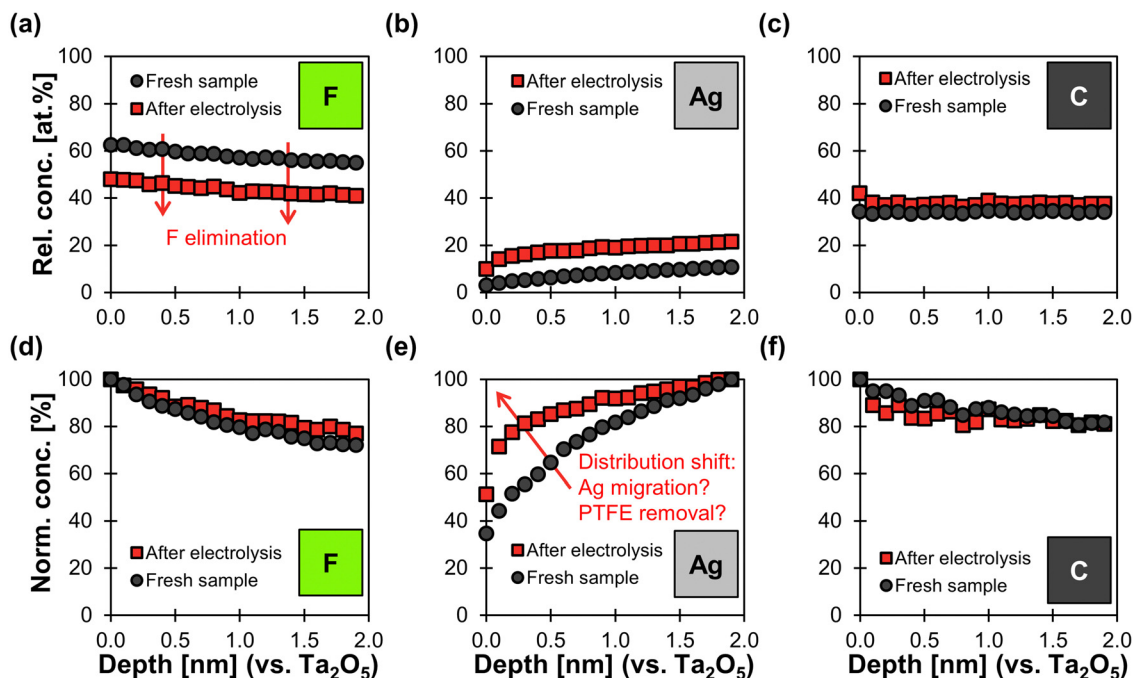 (a)
Rel. conc. [at.%]
100
80
60
40
20
0
Fresh sample
After electrolysis
F
F elimination
0.0 0.5 1.0 1.5 2.0
(b)
100
80
60
40
20
0
After electrolysis
Fresh sample
Ag
0.0 0.5 1.0 1.5 2.0
(c)
100
80
60
40
20
0
After electrolysis
Fresh sample
C
0.0 0.5 1.0 1.5 2.0
(d)
Norm. conc. [%]
100
80
60
40
20
0
After electrolysis
Fresh sample
F
0.0 0.5 1.0 1.5 2.0
Depth [nm] (vs. Ta₂O₅)
(e)
100
80
60
40
20
0
Distribution shift:
Ag migration?
PTFE removal?
After electrolysis
Fresh sample
Ag
0.0 0.5 1.0 1.5 2.0
Depth [nm] (vs. Ta₂O₅)
(f)
100
80
60
40
20
0
After electrolysis
Fresh sample
C
0.0 0.5 1.0 1.5 2.0
Depth [nm] (vs. Ta₂O₅)